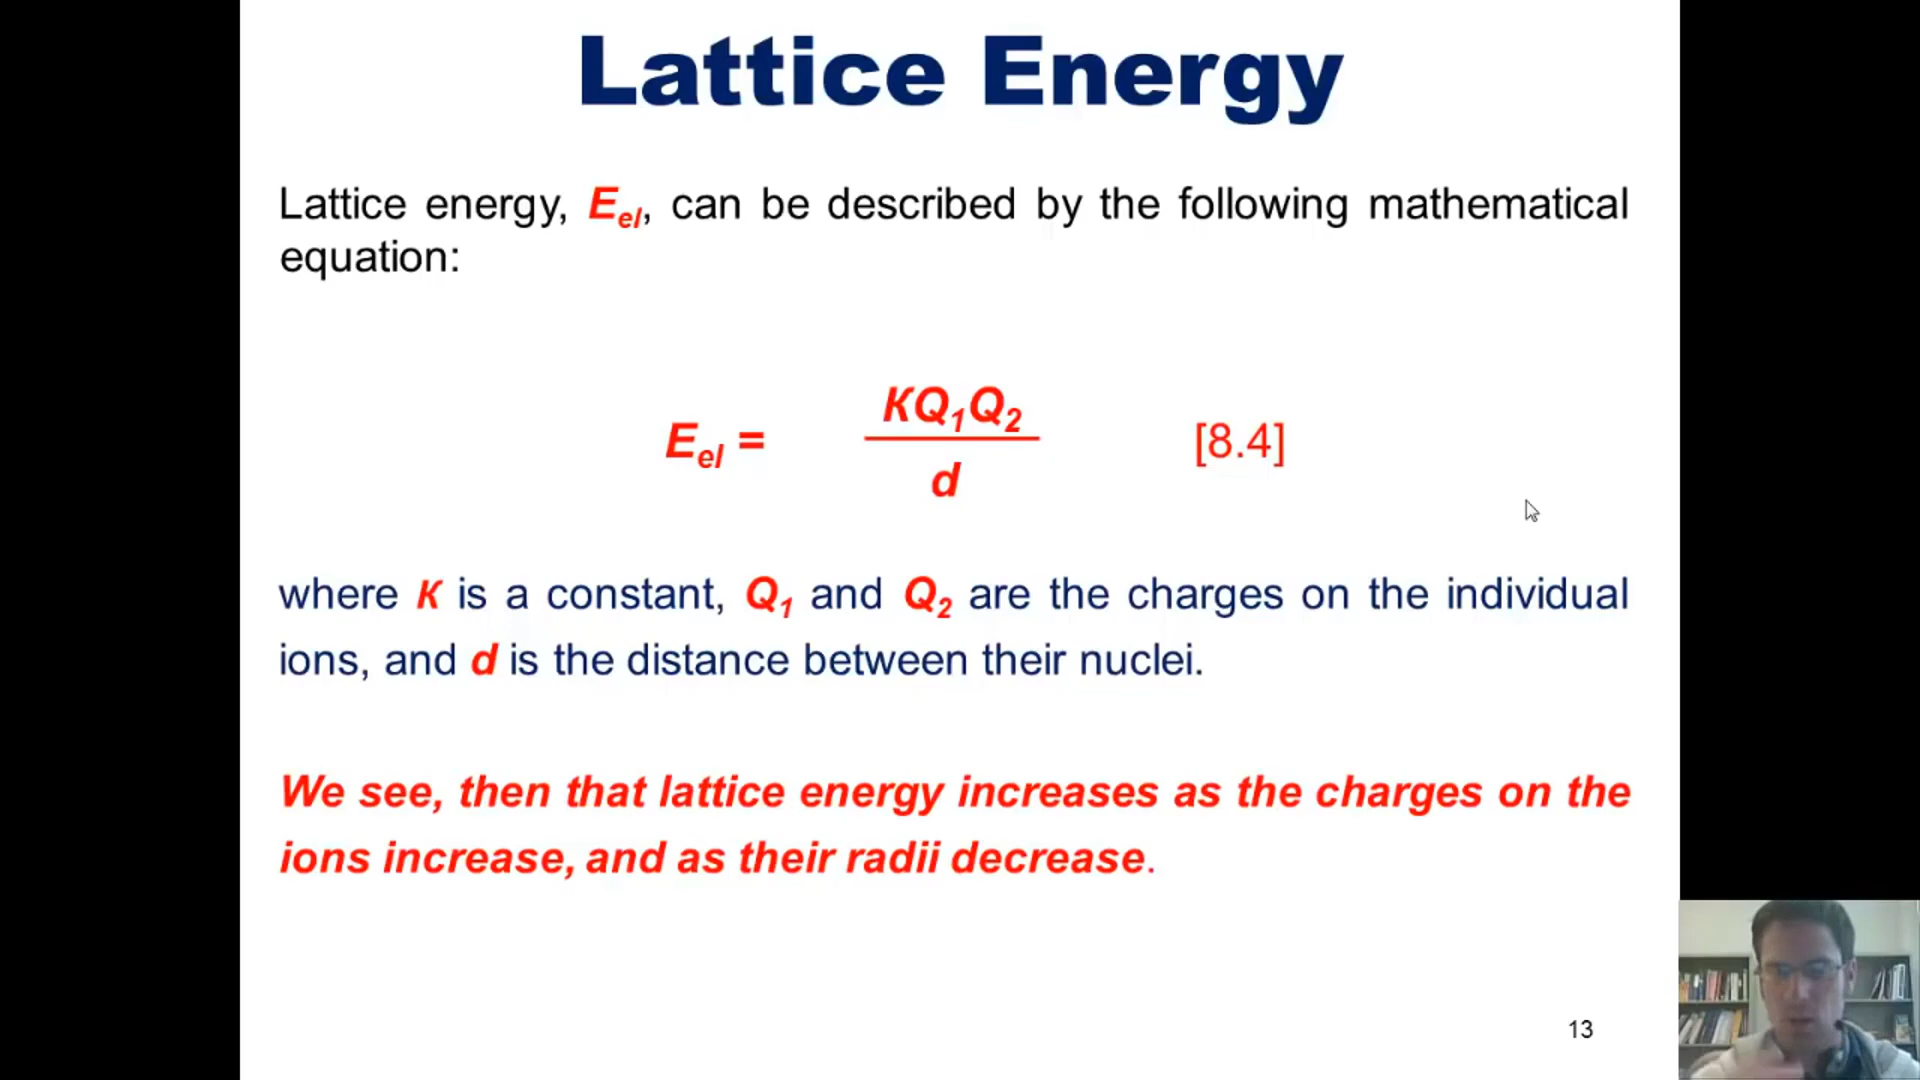 Lattice Energy
Lattice energy, Eel, can be described by the following mathematical
equation:
KQ1Q2
Eel = [8.4]
d
where K is a constant, Q1 and Q2 are the charges on the individual
ions, and d is the distance between their nuclei.
We see, then that lattice energy increases as the charges on the
ions increase, and as their radii decrease.
13